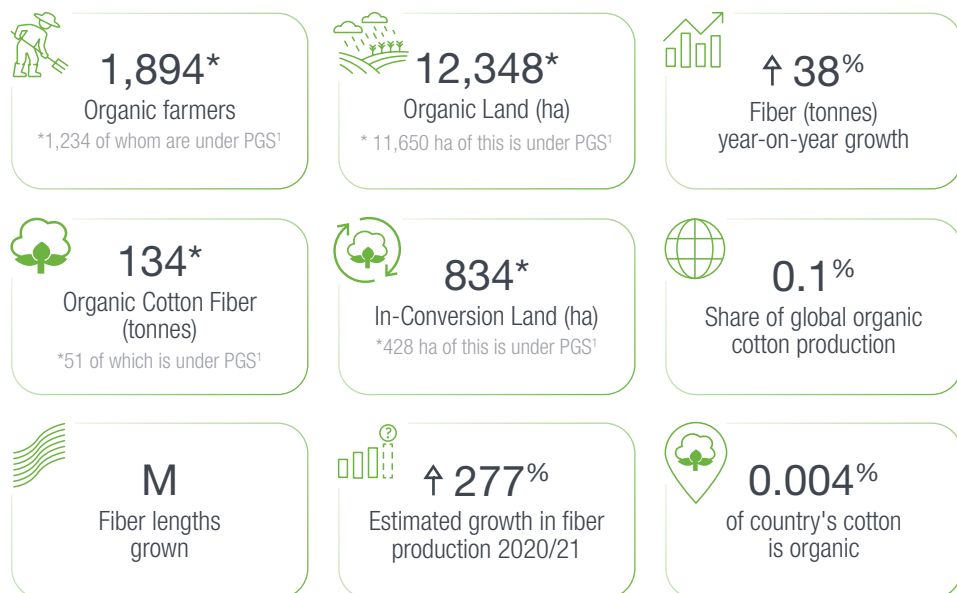 1,894*
Organic farmers
*1,234 of whom are under PGS¹
12,348*
Organic Land (ha)
* 11,650 ha of this is under PGS¹
38%
Fiber (tonnes)
year-on-year growth
134*
Organic Cotton Fiber
(tonnes)
*51 of which is under PGS¹
834*
In-Conversion Land (ha)
*428 ha of this is under PGS¹
0.1%
Share of global organic
cotton production
M
Fiber lengths
grown
?
277%
Estimated growth in fiber
production 2020/21
0.004%
of country's cotton
is organic